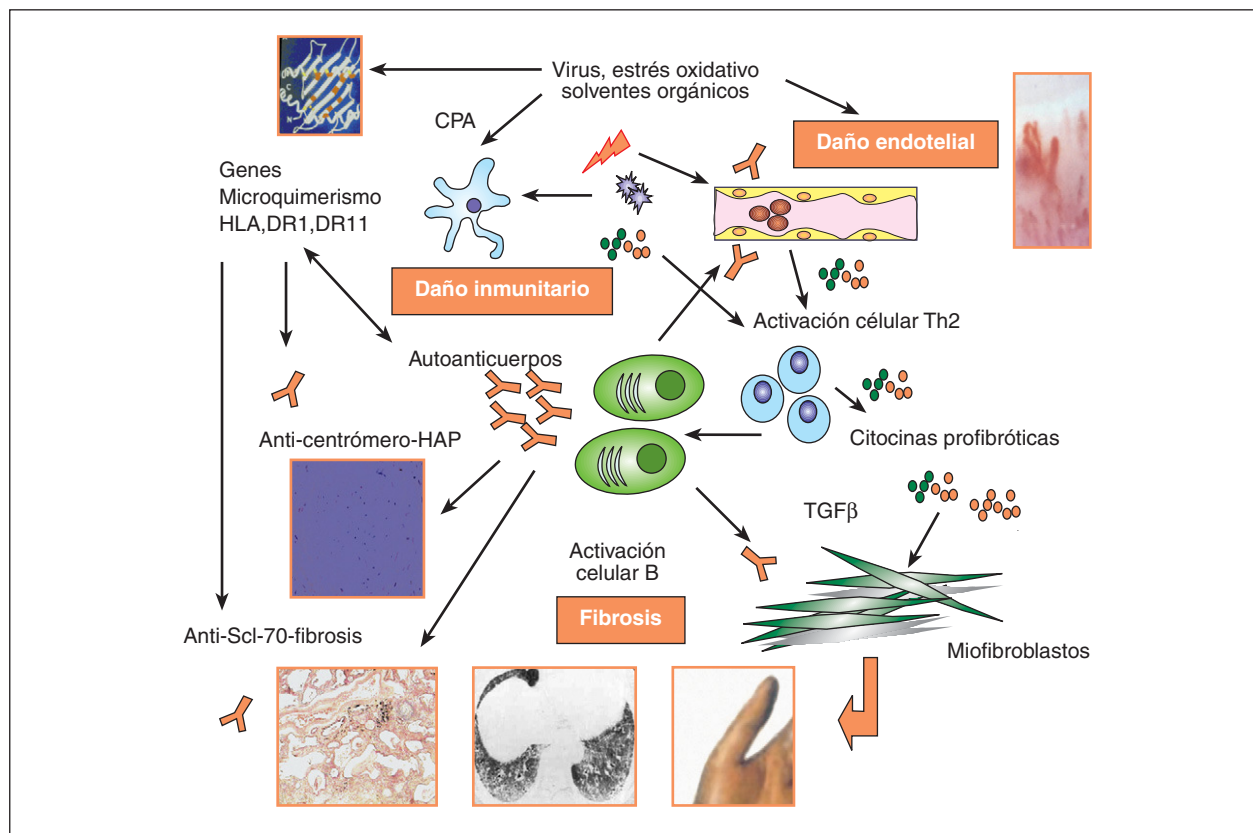 Virus, estrés oxidativo
solventes orgánicos
CPA
Daño endotelial
Genes
Microquimerismo
HLA,DR1,DR11
Daño inmunitario
Activación célular Th2
Autoanticuerpos
Anti-centrómero-HAP
Citocinas profibróticas
TGFβ
Activación
celular B
Fibrosis
Anti-Scl-70-fibrosis
Miofibroblastos